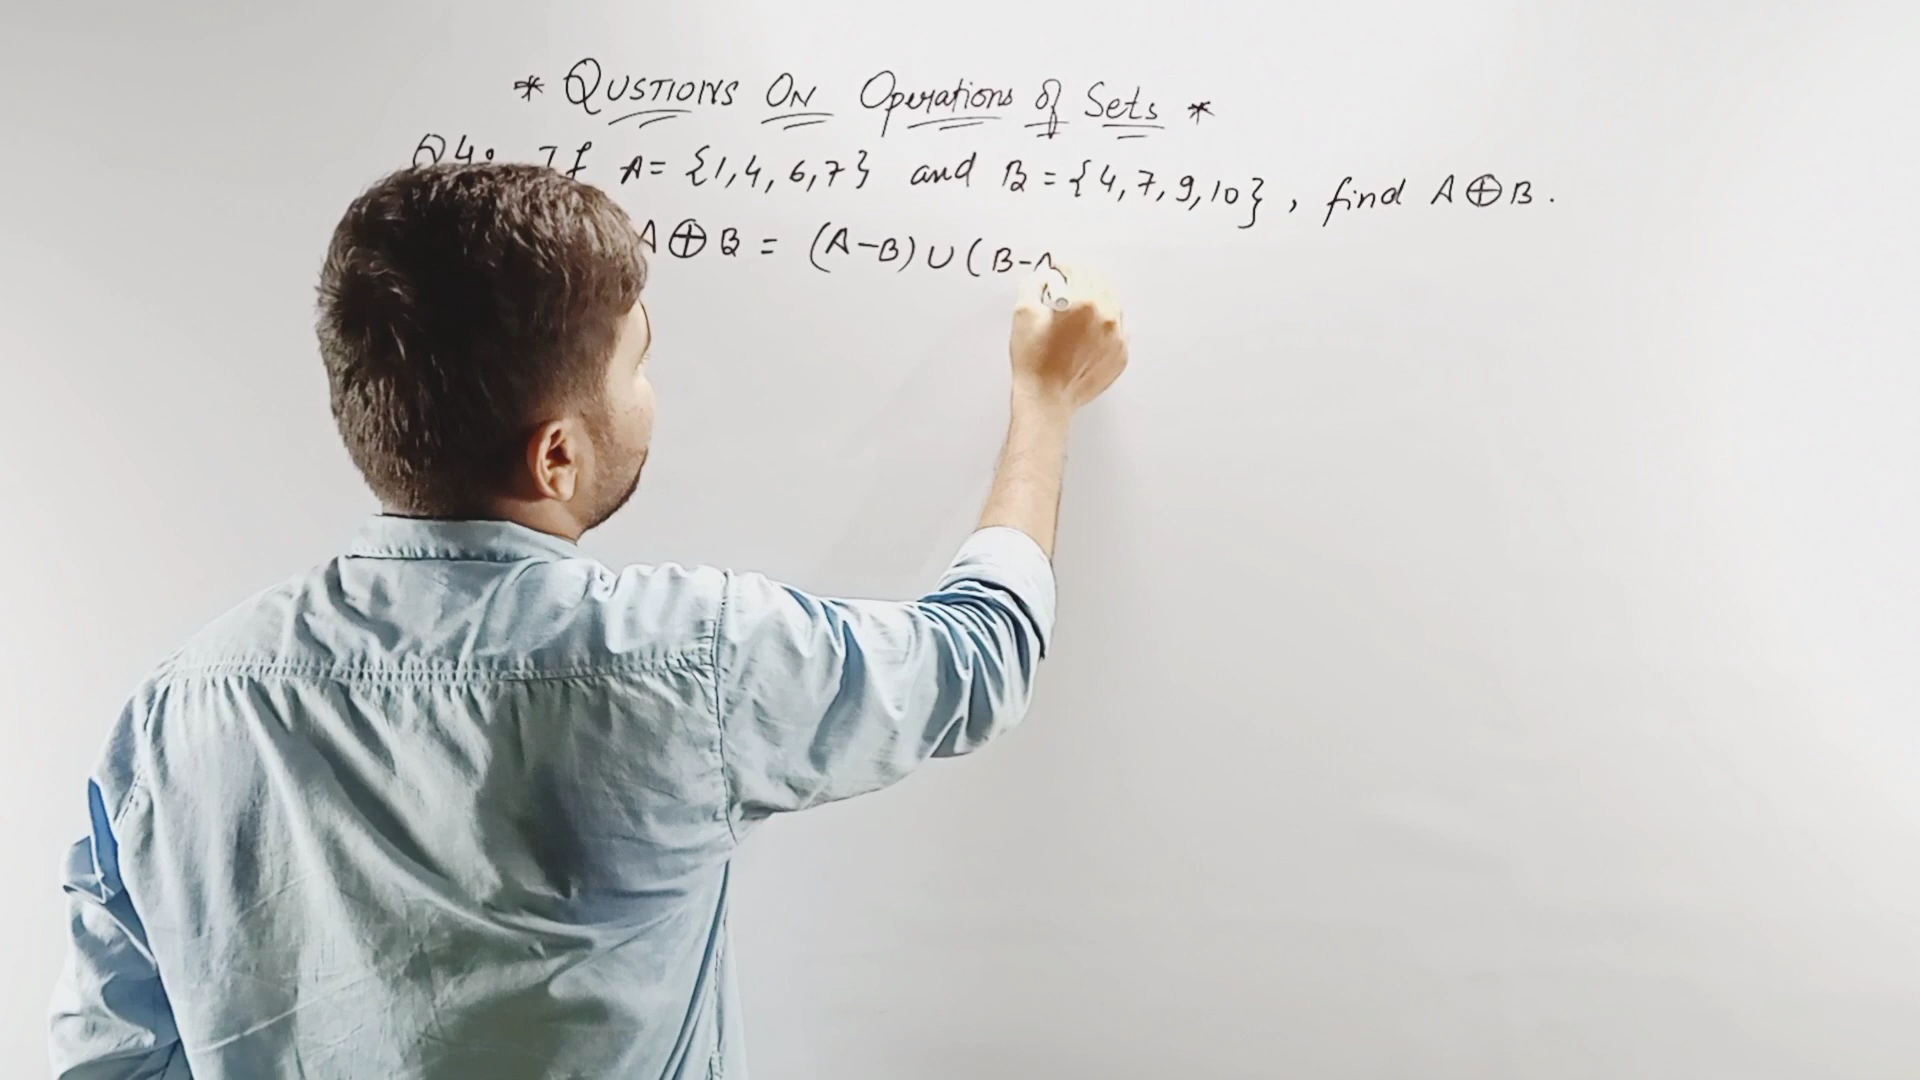 * QUSTIONS ON Operations of Sets *
Q4: If A = {1,4,6,7} and B = {4,7,9,10}, find A ⊕ B.
A ⊕ B = (A-B) ∪ (B-A